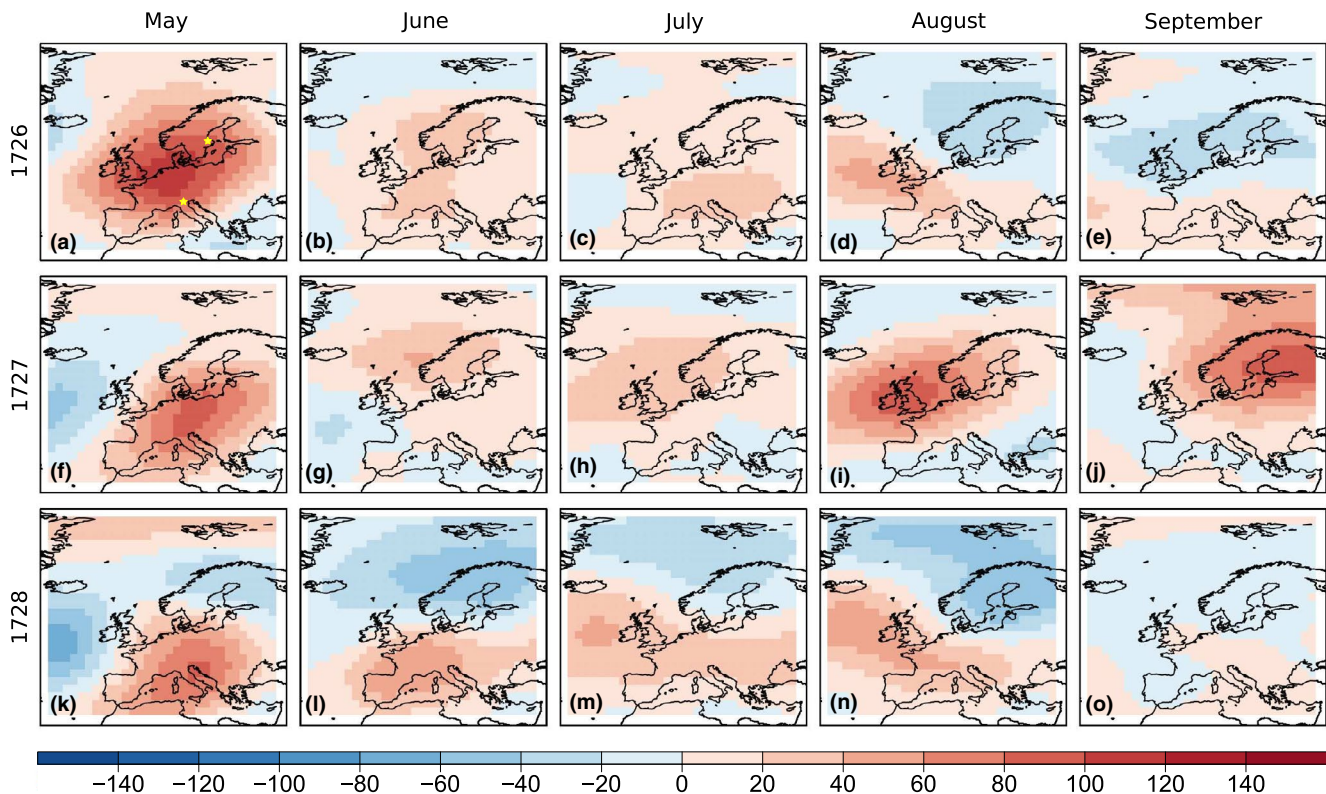 May June July August September
1726
(a) (b) (c) (d) (e)
1727
(f) (g) (h) (i) (j)
1728
(k) (l) (m) (n) (o)
−140 −120 −100 −80 −60 −40 −20 0 20 40 60 80 100 120 140